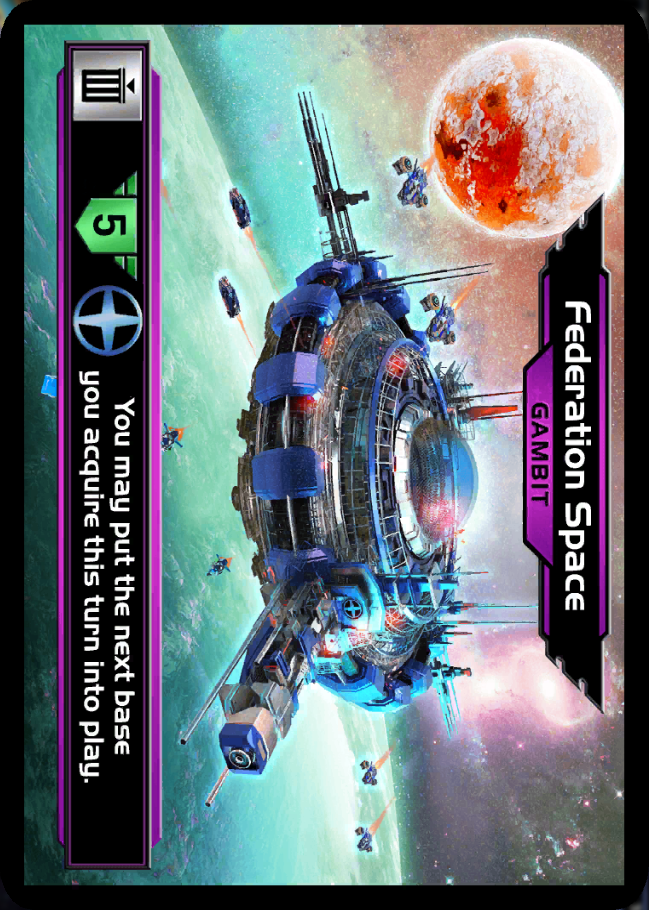 Federation Space
GAMBIT
5
You may put the next base
you acquire this turn into play.